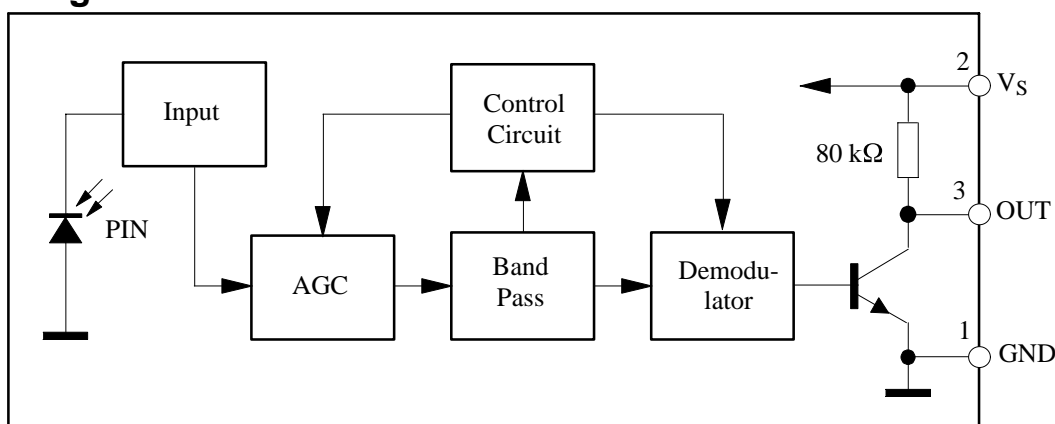 Input
Control
Circuit
2
V_S
80 kΩ
3
OUT
PIN
AGC
Band
Pass
Demodu-
lator
1
GND